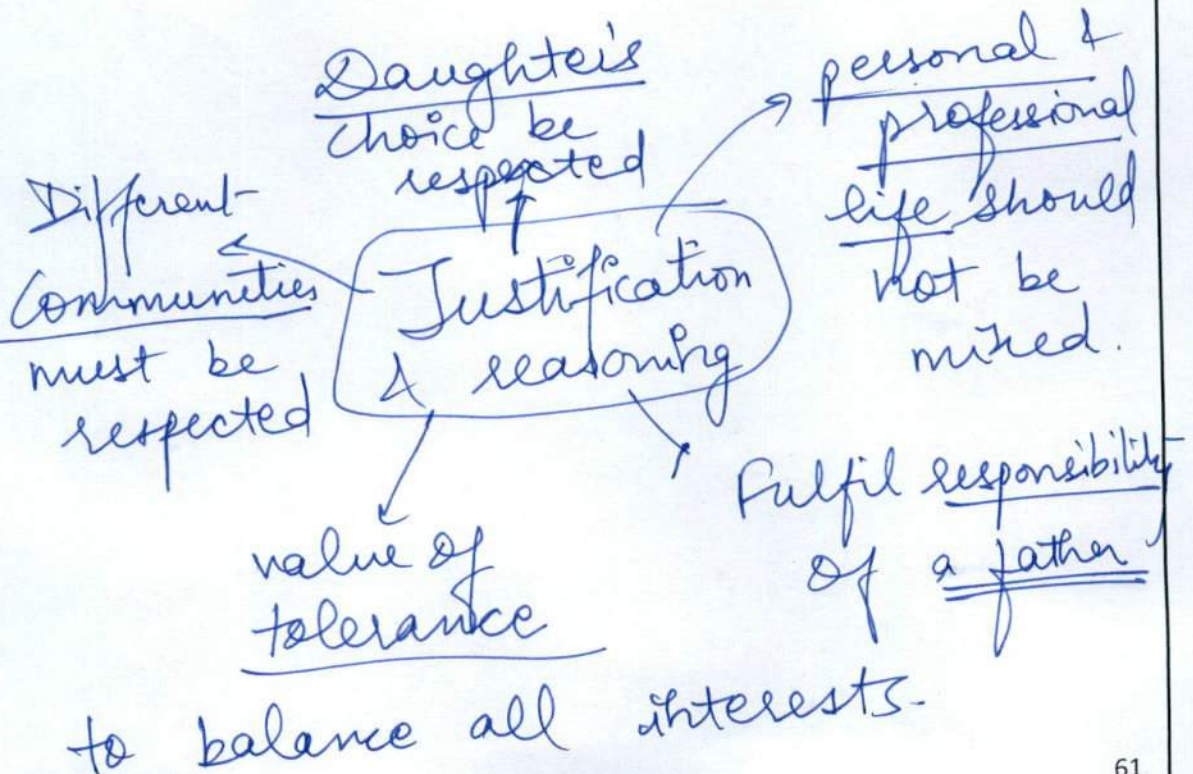 Daughter's
choice be
respected
personal &
professional
life should
not be
mixed.
Different
Communities
must be
respected
Justification
& reasoning
value of
tolerance
Fulfil responsibility
of a father
to balance all interests.
61